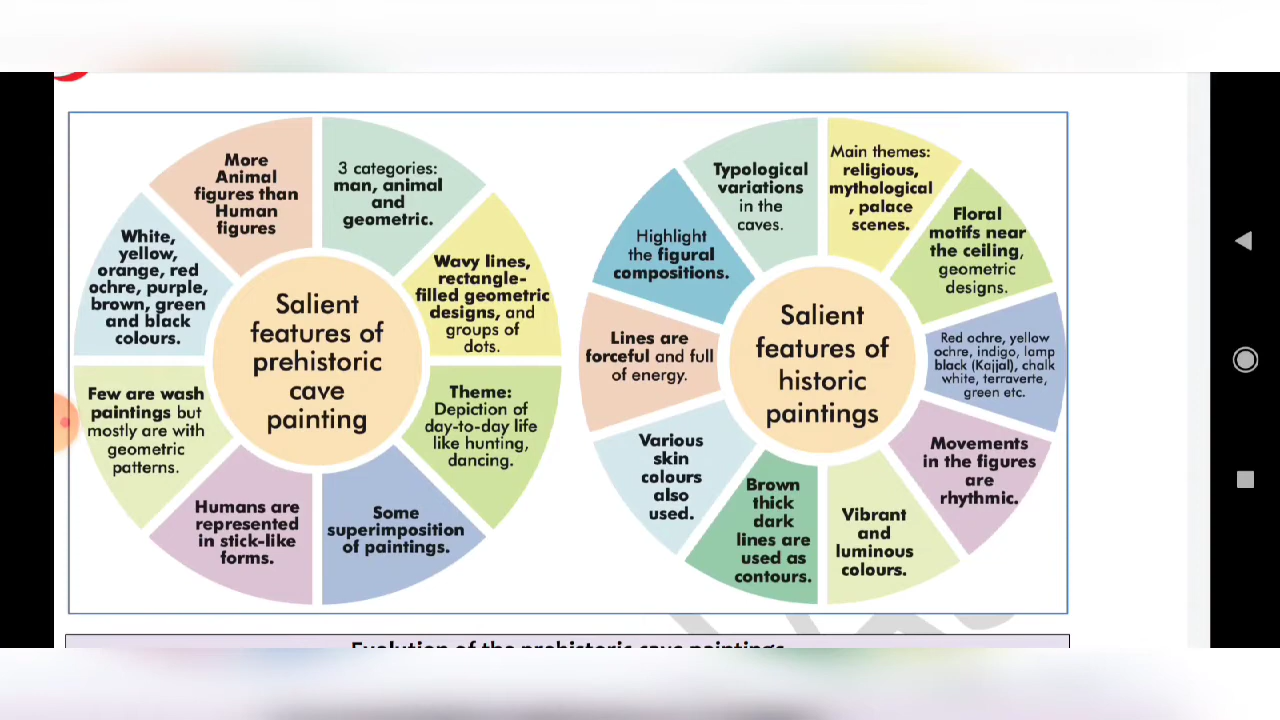 More
Animal
figures than
Human
figures
3 categories:
man, animal
and
geometric.
Wavy lines,
rectangle-
filled geometric
designs, and
groups of
dots.
Theme:
Depiction of
day-to-day life
like hunting,
dancing.
Some
superimposition
of paintings.
Humans are
represented
in stick-like
forms.
Few are wash
paintings but
mostly are with
geometric
patterns.
White,
yellow,
orange, red
ochre, purple,
brown, green
and black
colours.
Salient
features of
prehistoric
cave
painting
Typological
variations
in the
caves.
Main themes:
religious,
mythological
, palace
scenes.
Floral
motifs near
the ceiling,
geometric
designs.
Red ochre, yellow
ochre, indigo, lamp
black (Kajjal), chalk
white, terraverte,
green etc.
Movements
in the figures
are
rhythmic.
Vibrant
and
luminous
colours.
Brown
thick
dark
lines are
used as
contours.
Various
skin
colours
also
used.
Lines are
forceful and full
of energy.
Highlight
the figural
compositions.
Salient
features of
historic
paintings
Evolution of the prehistoric cave paintings